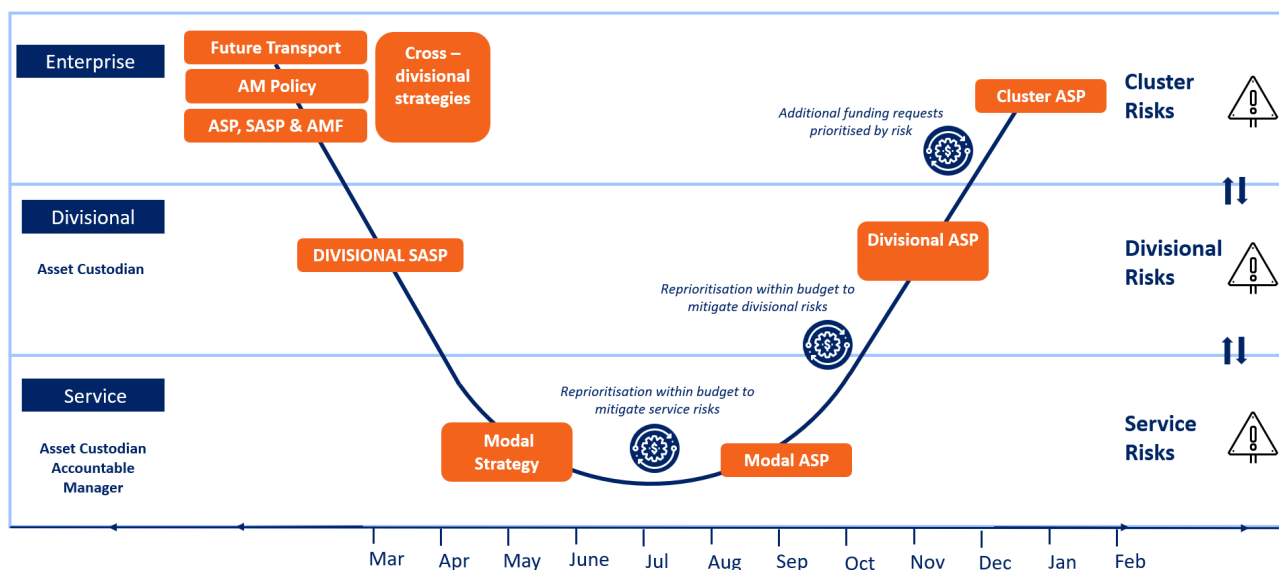 Enterprise
Future Transport
AM Policy
ASP, SASP & AMF
Cross –
divisional
strategies
Additional funding requests
prioritised by risk
Cluster ASP
Cluster
Risks
Divisional
Asset Custodian
DIVISIONAL SASP
Reprioritisation within budget to
mitigate divisional risks
Divisional ASP
Divisional
Risks
Service
Asset Custodian
Accountable
Manager
Modal
Strategy
Reprioritisation within budget to
mitigate service risks
Modal ASP
Service
Risks
Mar
Apr
May
June
Jul
Aug
Sep
Oct
Nov
Dec
Jan
Feb